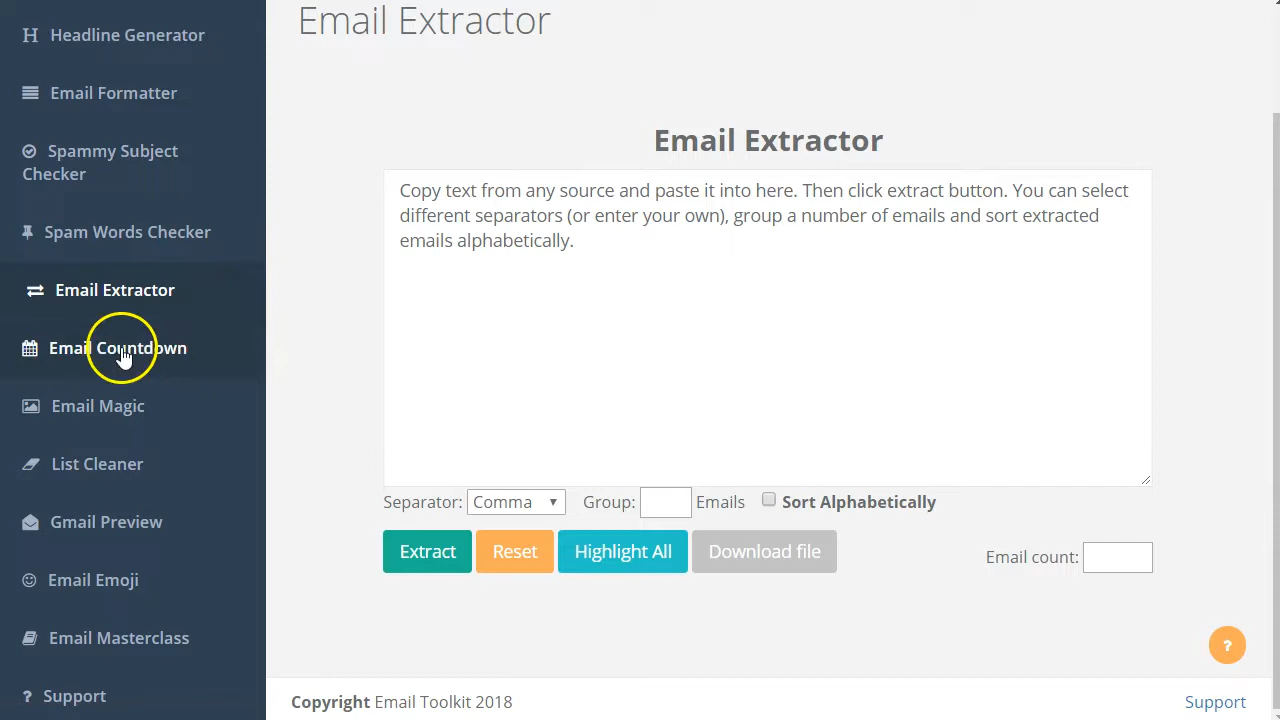 Headline Generator
Email Formatter
Spammy Subject
Checker
Spam Words Checker
Email Extractor
Email Countdown
Email Magic
List Cleaner
Gmail Preview
Email Emoji
Email Masterclass
? Support
Email Extractor
Email Extractor
Copy text from any source and paste it into here. Then click extract button. You can select
different separators (or enter your own), group a number of emails and sort extracted
emails alphabetically.
Separator: Comma Group: Emails Sort Alphabetically
Extract Reset Highlight All Download file Email count:
?
Copyright Email Toolkit 2018 Support